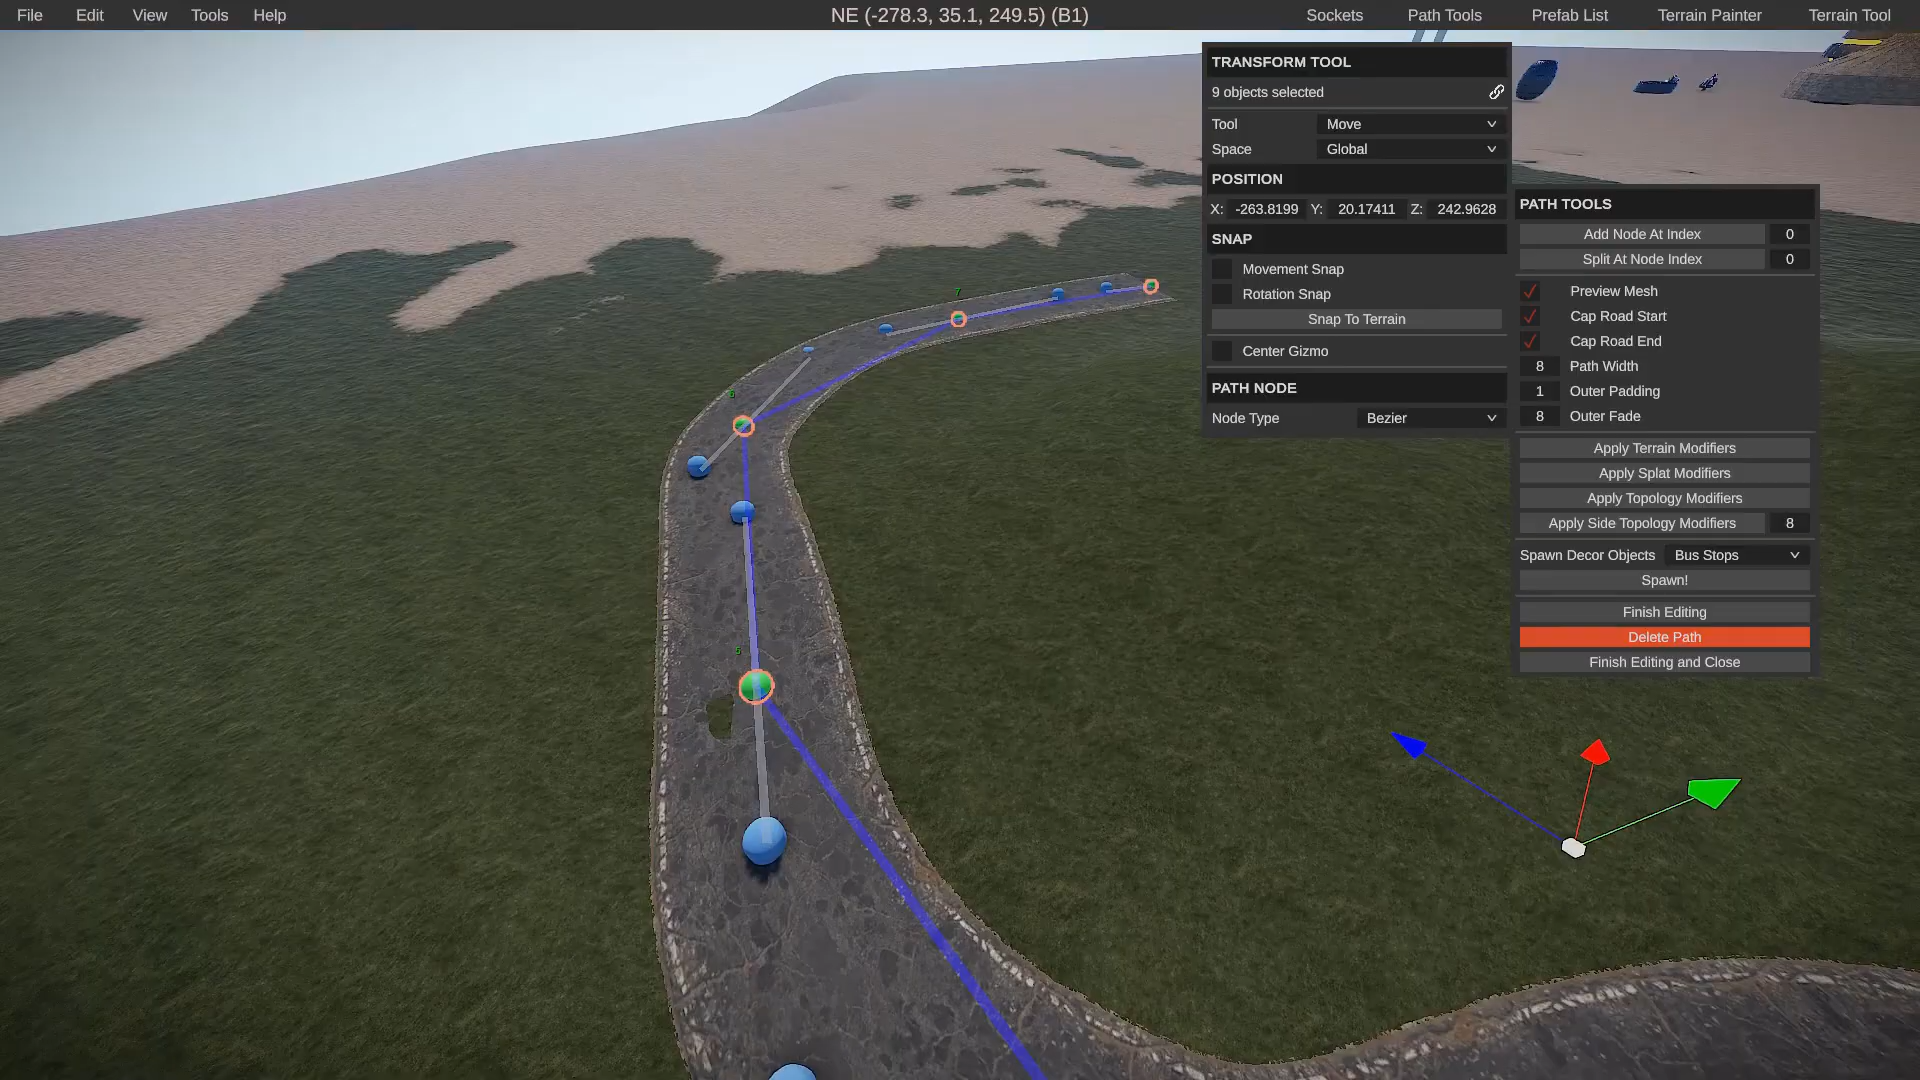 File Edit View Tools Help
NE (-278.3, 35.1, 249.5) (B1)
Sockets Path Tools Prefab List Terrain Painter Terrain Tool
TRANSFORM TOOL
9 objects selected
Tool Move
Space Global
POSITION
X: -263.8199 Y: 20.17411 Z: 242.9628
SNAP
Movement Snap
Rotation Snap
Snap To Terrain
Center Gizmo
PATH NODE
Node Type Bezier
PATH TOOLS
Add Node At Index 0
Split At Node Index 0
Preview Mesh
Cap Road Start
Cap Road End
8 Path Width
1 Outer Padding
8 Outer Fade
Apply Terrain Modifiers
Apply Splat Modifiers
Apply Topology Modifiers
Apply Side Topology Modifiers 8
Spawn Decor Objects Bus Stops
Spawn!
Finish Editing
Delete Path
Finish Editing and Close
7
6
5